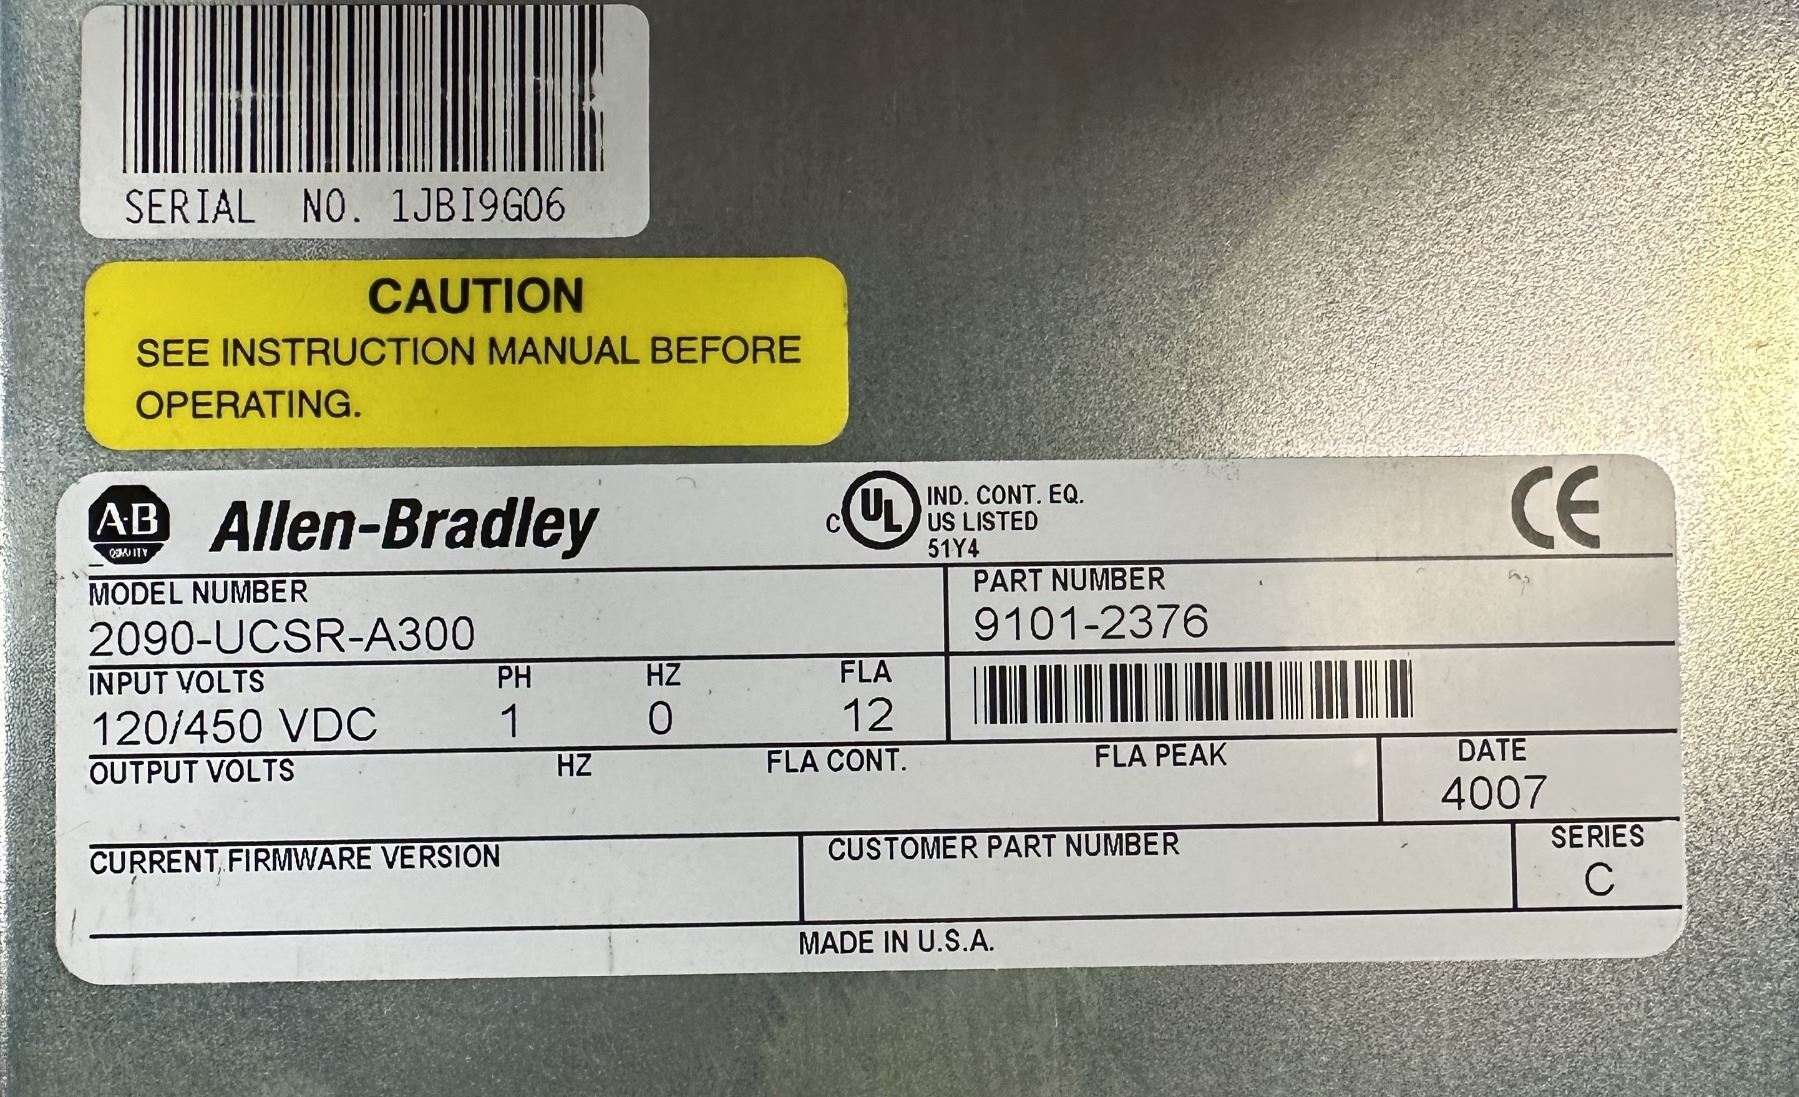 SERIAL NO. 1JBI9G06
CAUTION
SEE INSTRUCTION MANUAL BEFORE
OPERATING.
A·B
QUALITY
Allen-Bradley
C UL IND. CONT. EQ.
US LISTED
51Y4
CE
MODEL NUMBER
2090-UCSR-A300
PART NUMBER
9101-2376
INPUT VOLTS PH HZ FLA
120/450 VDC 1 0 12
OUTPUT VOLTS HZ FLA CONT. FLA PEAK
DATE
4007
CURRENT FIRMWARE VERSION
CUSTOMER PART NUMBER
SERIES
C
MADE IN U.S.A.